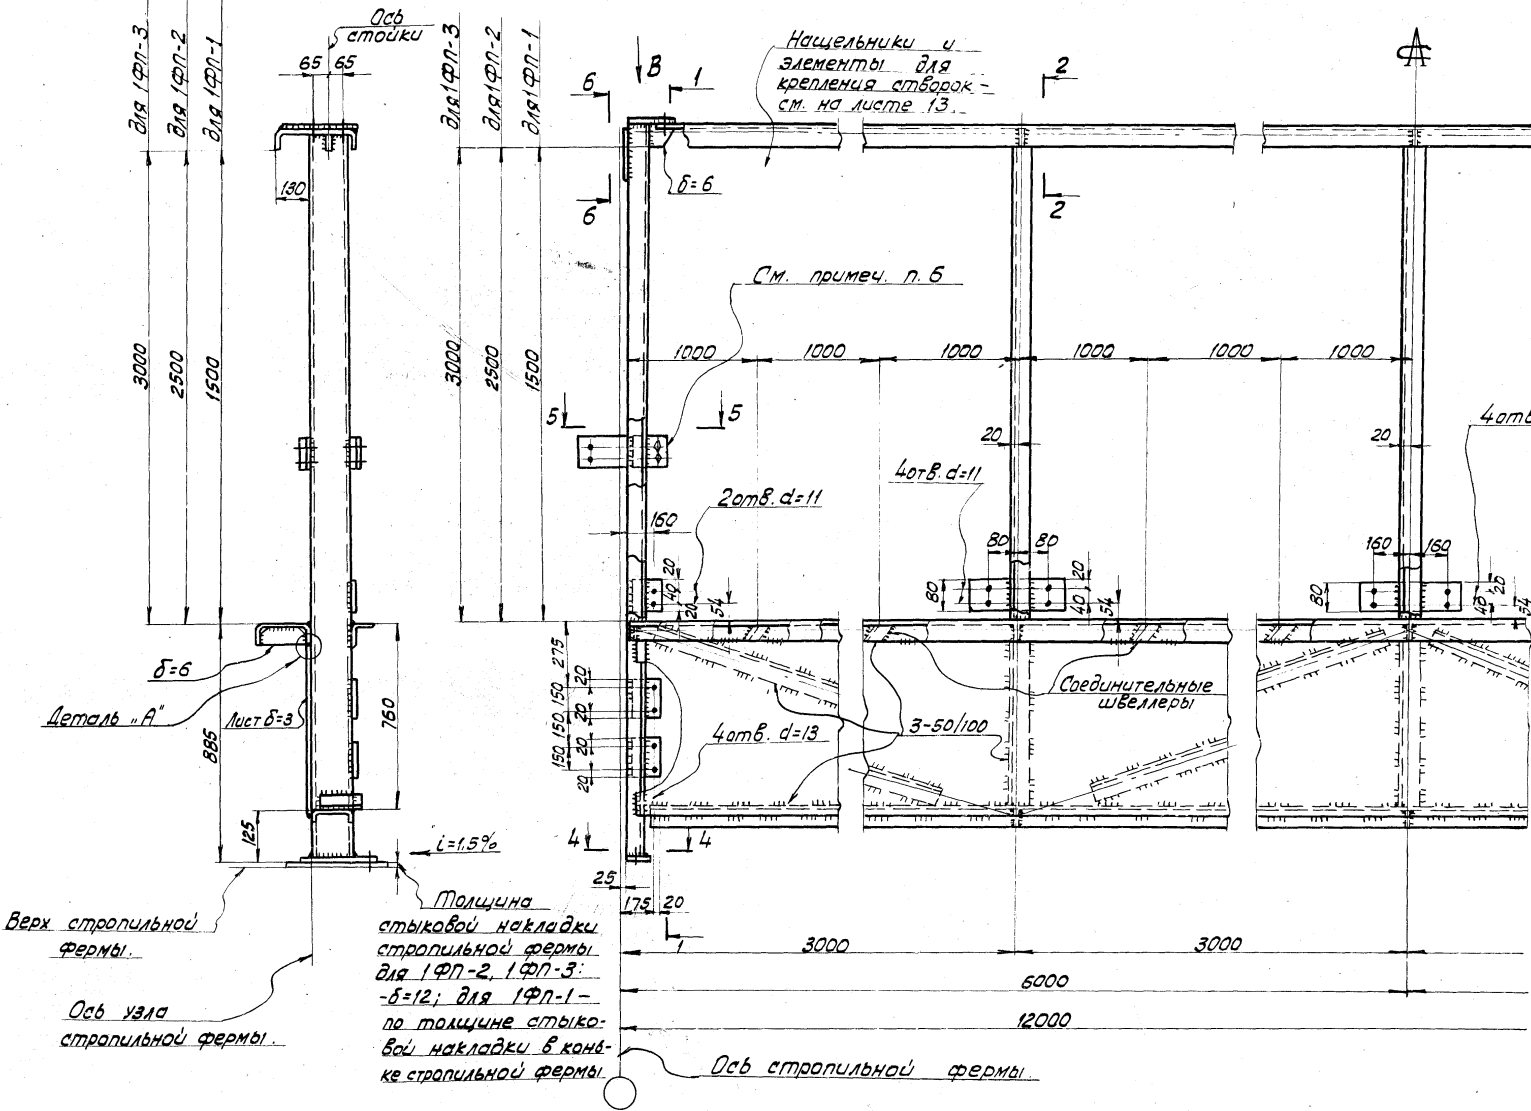 для 1ФП-3
для 1ФП-2
для 1ФП-1
Ось
стойки
65
65
130
3000
2500
1500
для 1ФП-3
для 1ФП-2
для 1ФП-1
3000
2500
1500
В
6
1
6
δ=6
Нащельники и
элементы для
крепления створок-
см. на листе 13.
2
2
См. примеч. п. 6
1000
1000
1000
1000
1000
1000
5
5
20
20
4отв
2отв. d=11
4отв. d=11
160
80
80
160
160
20
40
20
54
80
20
40
54
80
20
40
54
δ=6
Деталь „А"
Лист δ=3
760
885
125
i=1.5%
275
150
150
150
20
20
20
20
4отв. d=13
3-50/100
Соединительные
швеллеры
4
4
25
175
20
1
3000
3000
6000
12000
Верх стропильной
фермы.
Ось узла
стропильной фермы.
Толщина
стыковой накладки
стропильной фермы
для 1ФП-2, 1ФП-3:
-δ=12; для 1ФП-1-
по толщине стыко-
вой накладки в конь-
ке стропильной фермы
Ось стропильной фермы.